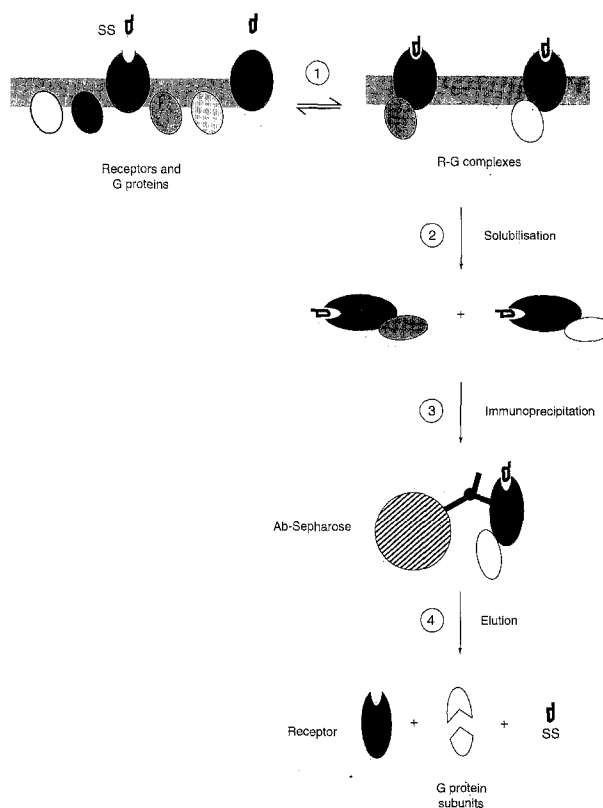 SS
1
Receptors and
G proteins
R-G complexes
2
Solubilisation
+
3
Immunoprecipitation
Ab-Sepharose
4
Elution
Receptor
+
+
SS
G protein
subunits